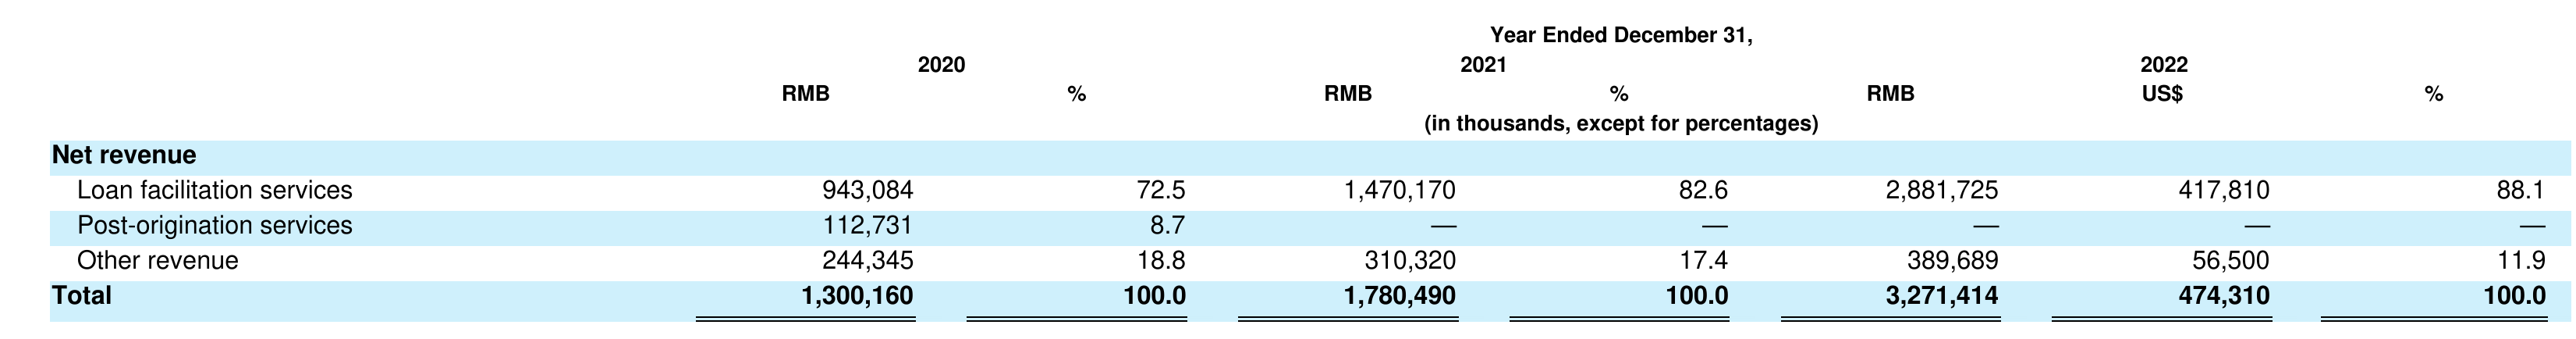 Year Ended December 31,
2020 2021 2022
RMB % RMB % RMB US$ %
(in thousands, except for percentages)
Net revenue
Loan facilitation services 943,084 72.5 1,470,170 82.6 2,881,725 417,810 88.1
Post-origination services 112,731 8.7 — — — — —
Other revenue 244,345 18.8 310,320 17.4 389,689 56,500 11.9
Total 1,300,160 100.0 1,780,490 100.0 3,271,414 474,310 100.0